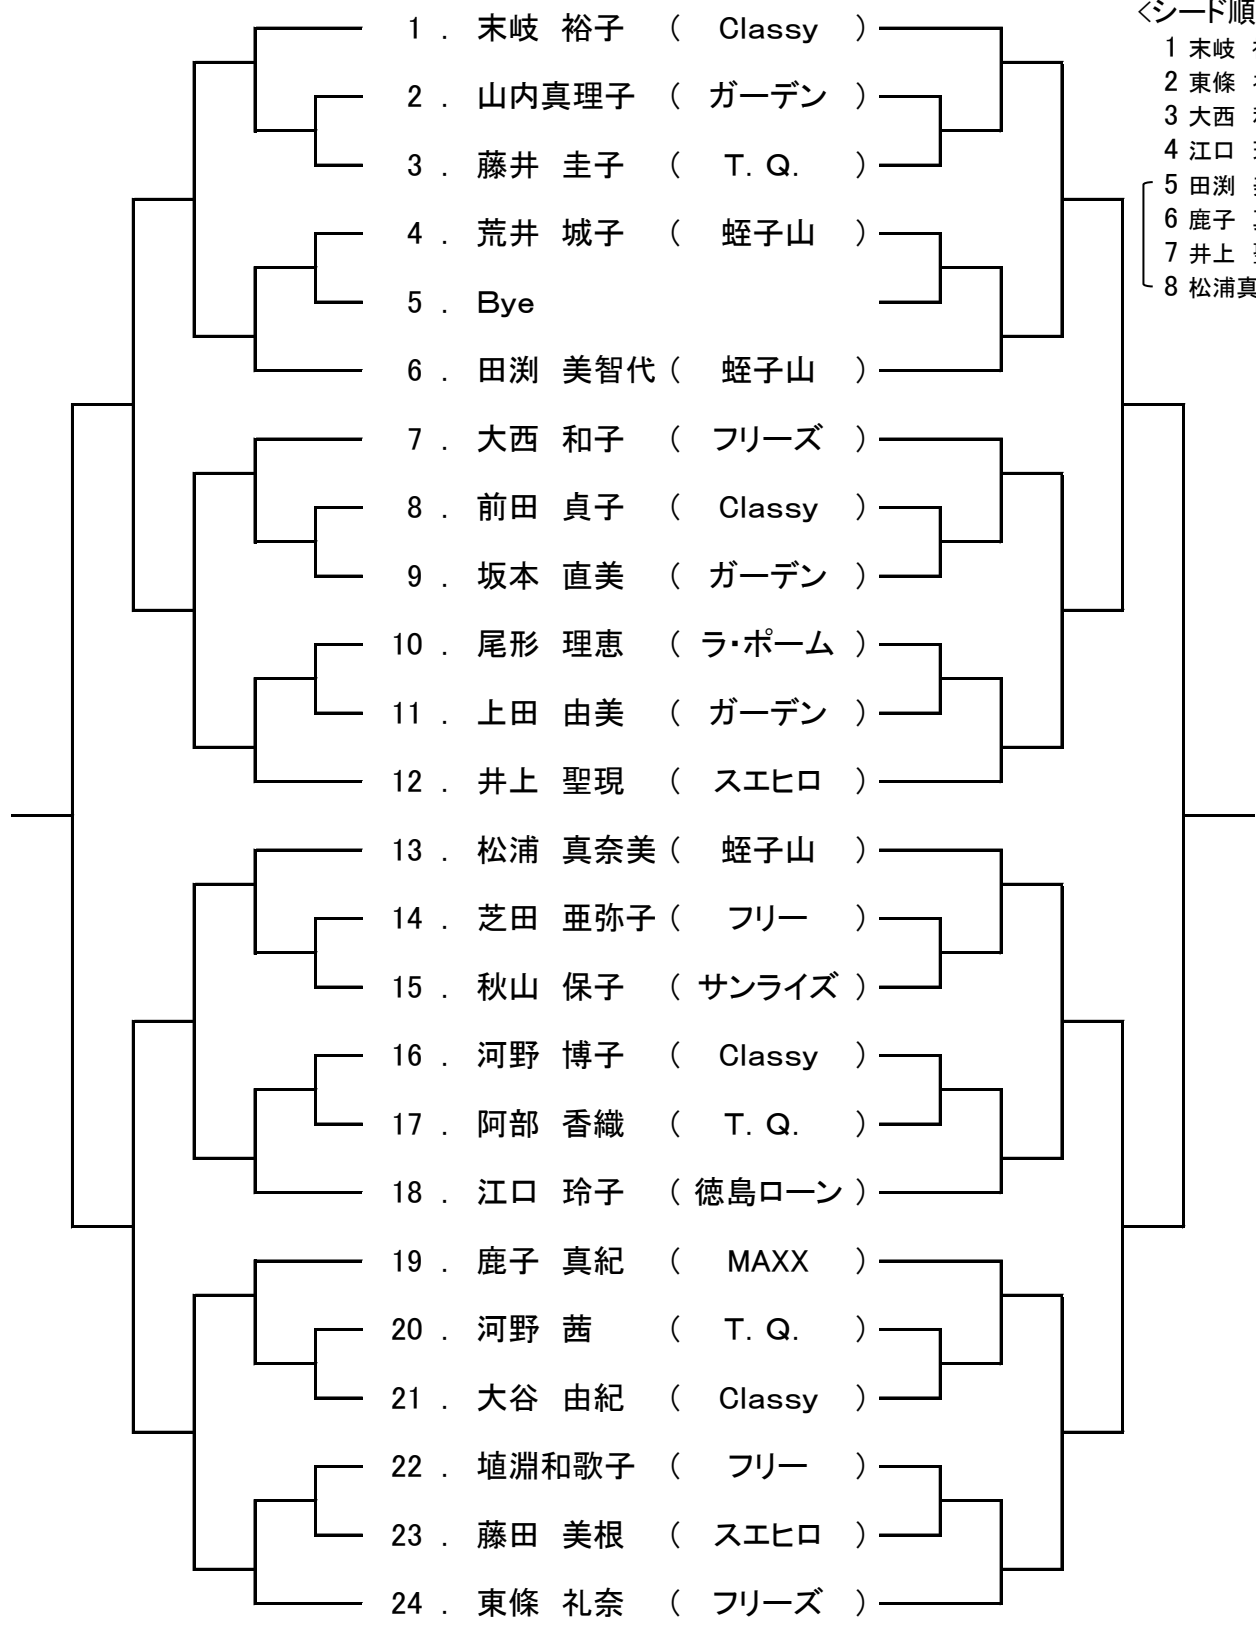 <シード順
1 末岐
2 東條
3 大西
4 江口
5 田渕
6 鹿子
7 井上
8 松浦真
1 . 末岐 裕子 ( Classy )
2 . 山内真理子 ( ガーデン )
3 . 藤井 圭子 ( T. Q. )
4 . 荒井 城子 ( 蛭子山 )
5 . Bye
6 . 田渕 美智代 ( 蛭子山 )
7 . 大西 和子 ( フリーズ )
8 . 前田 貞子 ( Classy )
9 . 坂本 直美 ( ガーデン )
10 . 尾形 理恵 ( ラ・ポーム )
11 . 上田 由美 ( ガーデン )
12 . 井上 聖現 ( スエヒロ )
13 . 松浦 真奈美 ( 蛭子山 )
14 . 芝田 亜弥子 ( フリー )
15 . 秋山 保子 ( サンライズ )
16 . 河野 博子 ( Classy )
17 . 阿部 香織 ( T. Q. )
18 . 江口 玲子 ( 徳島ローン )
19 . 鹿子 真紀 ( MAXX )
20 . 河野 茜 ( T. Q. )
21 . 大谷 由紀 ( Classy )
22 . 埴淵和歌子 ( フリー )
23 . 藤田 美根 ( スエヒロ )
24 . 東條 礼奈 ( フリーズ )